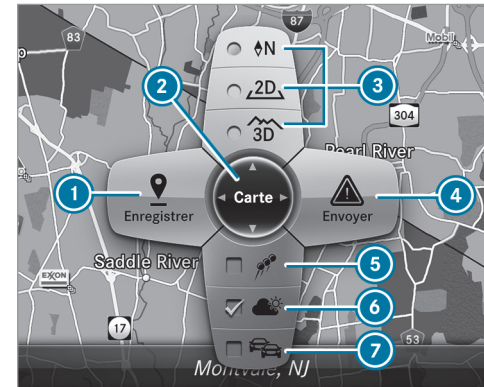 83
87
Mobil
N
2D
3
2
3D
304
Pearl River
1
Enregistrer
Carte
Envoyer
4
Saddle River
5
EXON
6
17
53
7
Montvale, NJ